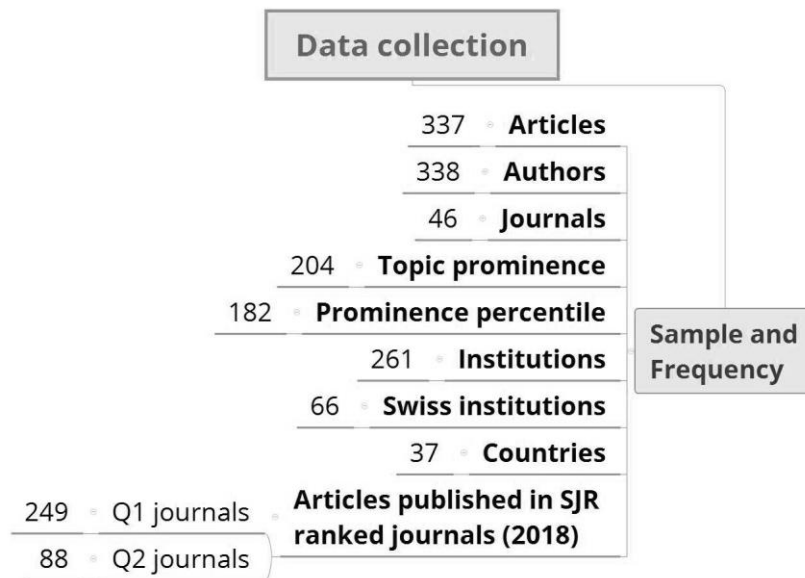 Data collection
337 Articles
338 Authors
46 Journals
204 Topic prominence
182 Prominence percentile
261 Institutions
66 Swiss institutions
37 Countries
249 Q1 journals
88 Q2 journals
Articles published in SJR
ranked journals (2018)
Sample and
Frequency